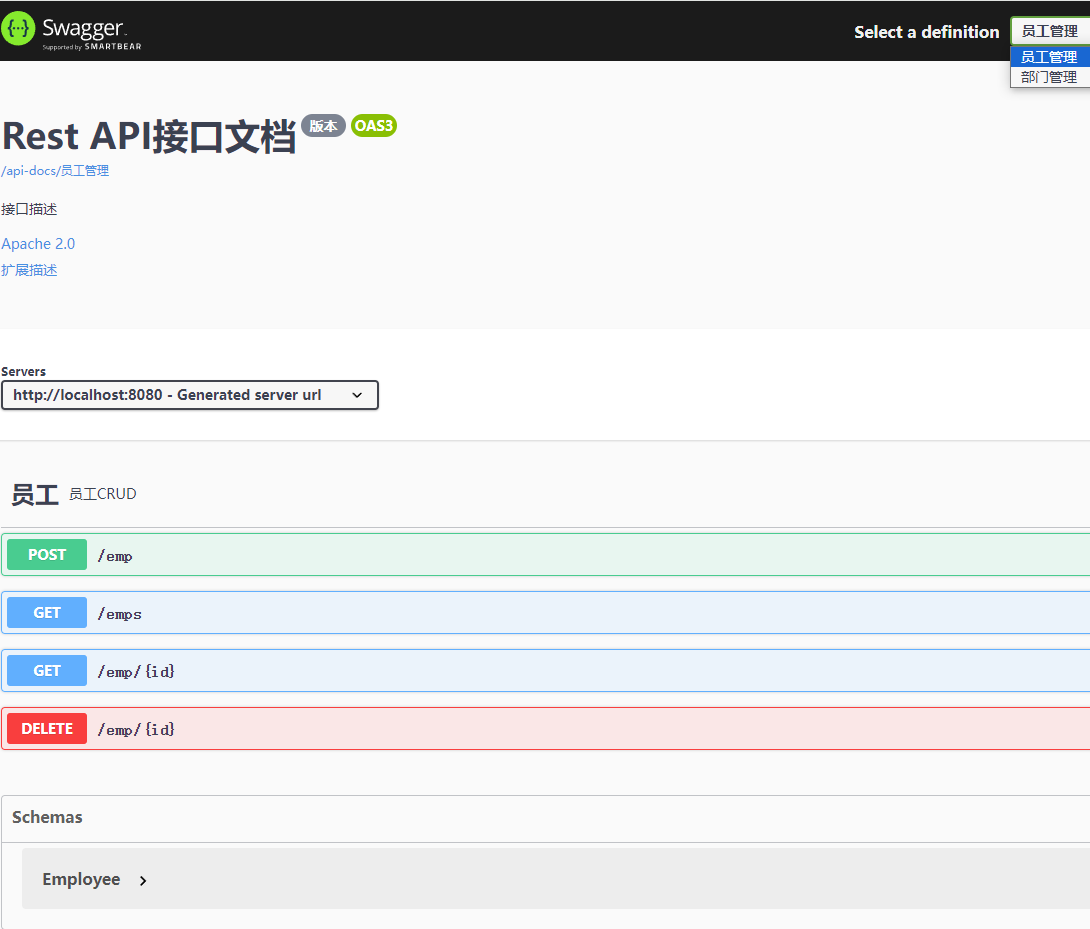 Swagger.
Supported by SMARTBEAR
Select a definition
员工管理
员工管理
部门管理
Rest API接口文档 版本 OAS3
/api-docs/员工管理
接口描述
Apache 2.0
扩展描述
Servers
http://localhost:8080 - Generated server url
员工 员工CRUD
POST /emp
GET /emps
GET /emp/{id}
DELETE /emp/{id}
Schemas
Employee